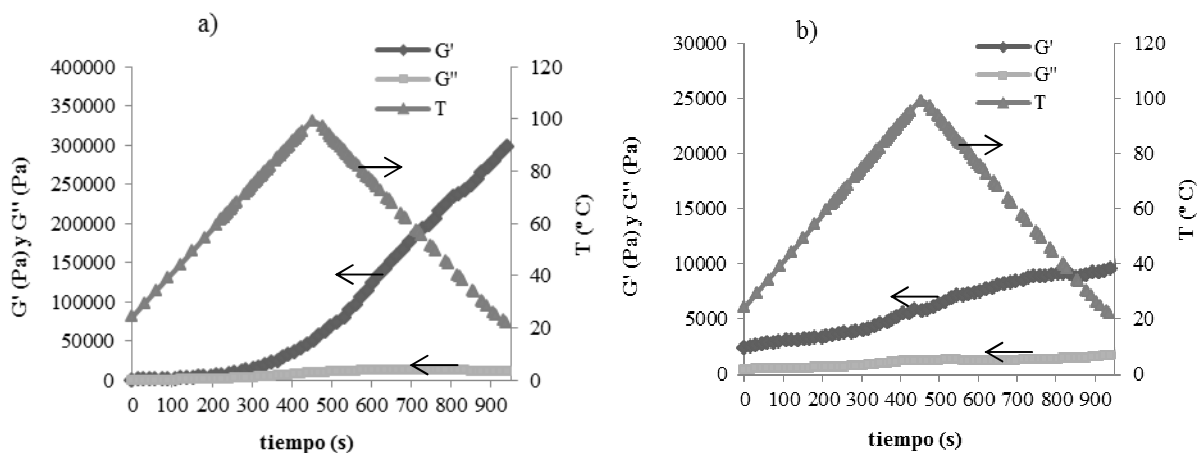 a)
G'
G"
T
400000
350000
300000
250000
200000
150000
100000
50000
0
120
100
80
60
40
20
0
0 100 200 300 400 500 600 700 800 900
G' (Pa) y G" (Pa)
T (º C)
tiempo (s)
b)
G'
G"
T
30000
25000
20000
15000
10000
5000
0
120
100
80
60
40
20
0
0 100 200 300 400 500 600 700 800 900
G' (Pa) y G" (Pa)
T (º C)
tiempo (s)